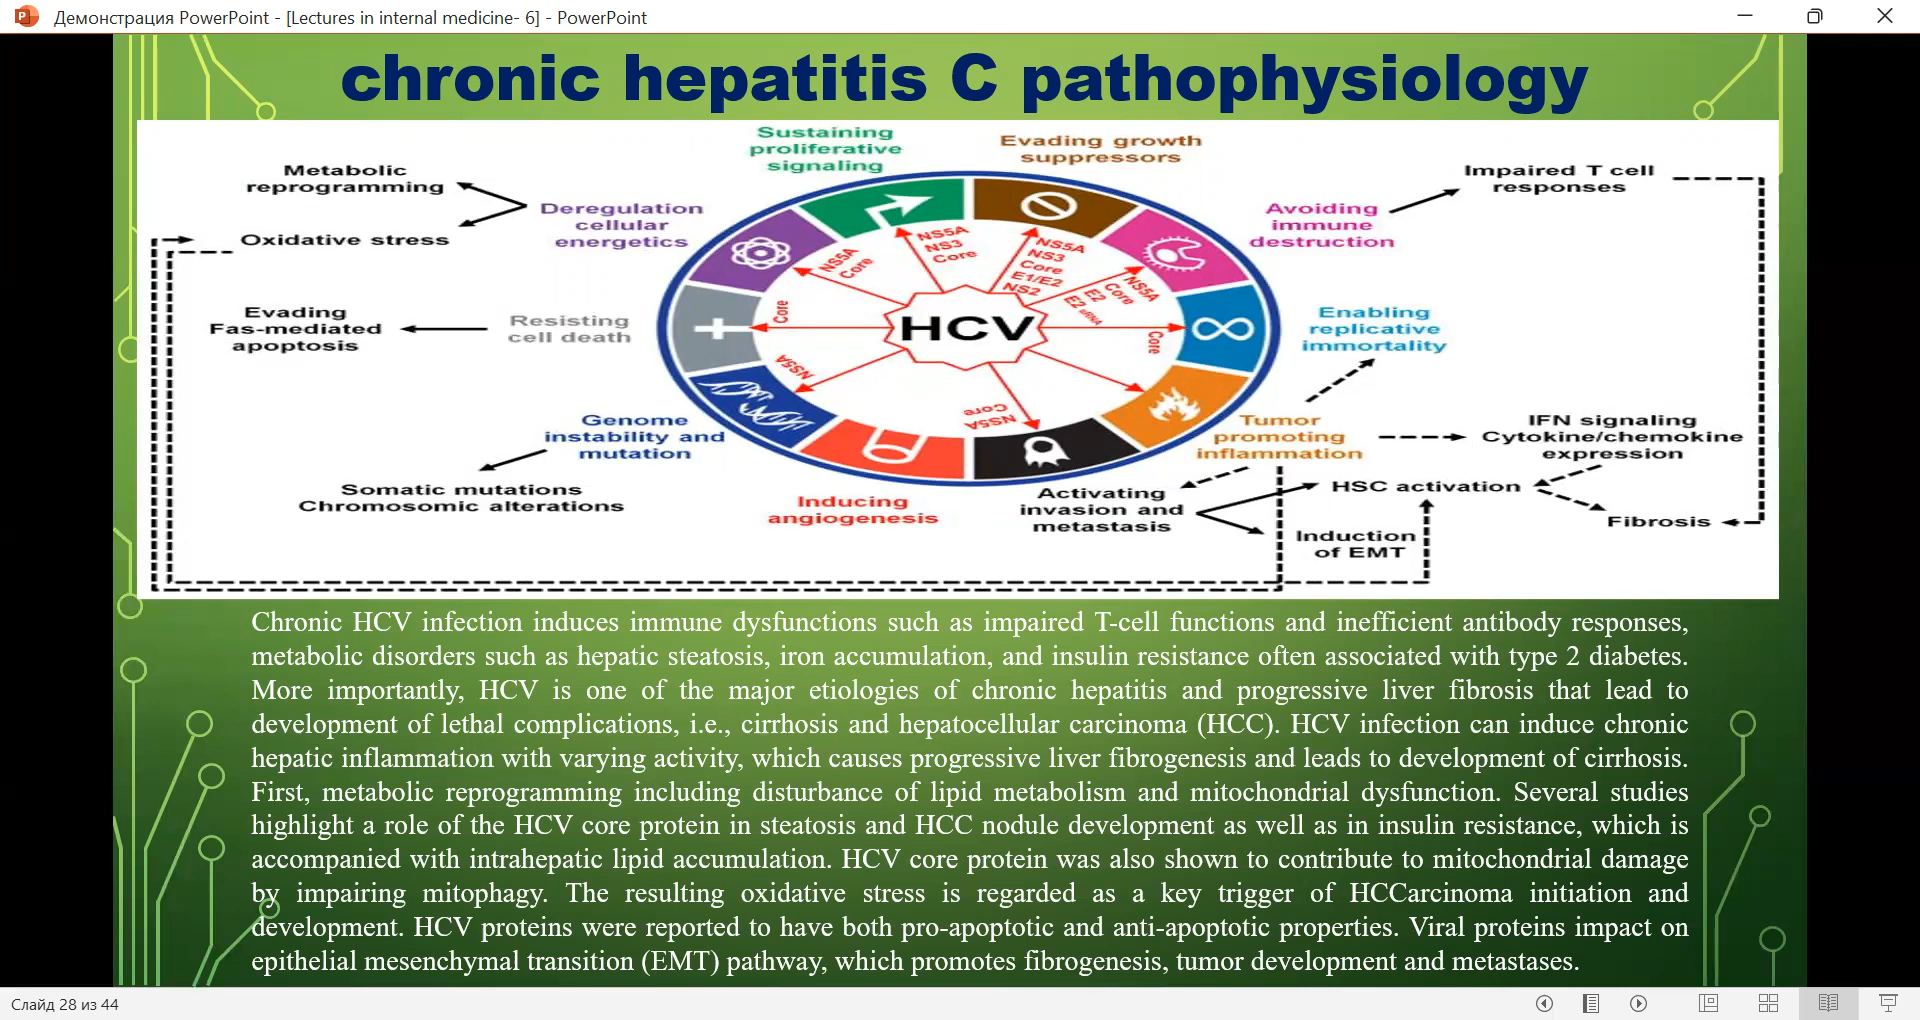 Демонстрация PowerPoint - [Lectures in internal medicine- 6] - PowerPoint
chronic hepatitis C pathophysiology
Sustaining
proliferative
signaling
Evading growth
suppressors
Metabolic
reprogramming
Impaired T cell
responses
Deregulation
cellular
energetics
Avoiding
immune
destruction
Oxidative stress
NS5A
Core
NS5A
NS3
Core
NS5A
NS3
Core
E1/E2
NS2
NS5A
Core
E2
E2
Evading
Fas-mediated
apoptosis
Resisting
cell death
Core
HCV
Core
Enabling
replicative
immortality
NS5A
NS5A
Core
Genome
instability and
mutation
Tumor
promoting
inflammation
IFN signaling
Cytokine/chemokine
expression
Somatic mutations
Chromosomic alterations
Inducing
angiogenesis
Activating
invasion and
metastasis
HSC activation
Fibrosis
Induction
of EMT
Chronic HCV infection induces immune dysfunctions such as impaired T-cell functions and inefficient antibody responses,
metabolic disorders such as hepatic steatosis, iron accumulation, and insulin resistance often associated with type 2 diabetes.
More importantly, HCV is one of the major etiologies of chronic hepatitis and progressive liver fibrosis that lead to
development of lethal complications, i.e., cirrhosis and hepatocellular carcinoma (HCC). HCV infection can induce chronic
hepatic inflammation with varying activity, which causes progressive liver fibrogenesis and leads to development of cirrhosis.
First, metabolic reprogramming including disturbance of lipid metabolism and mitochondrial dysfunction. Several studies
highlight a role of the HCV core protein in steatosis and HCC nodule development as well as in insulin resistance, which is
accompanied with intrahepatic lipid accumulation. HCV core protein was also shown to contribute to mitochondrial damage
by impairing mitophagy. The resulting oxidative stress is regarded as a key trigger of HCCarcinoma initiation and
development. HCV proteins were reported to have both pro-apoptotic and anti-apoptotic properties. Viral proteins impact on
epithelial mesenchymal transition (EMT) pathway, which promotes fibrogenesis, tumor development and metastases.
Слайд 28 из 44